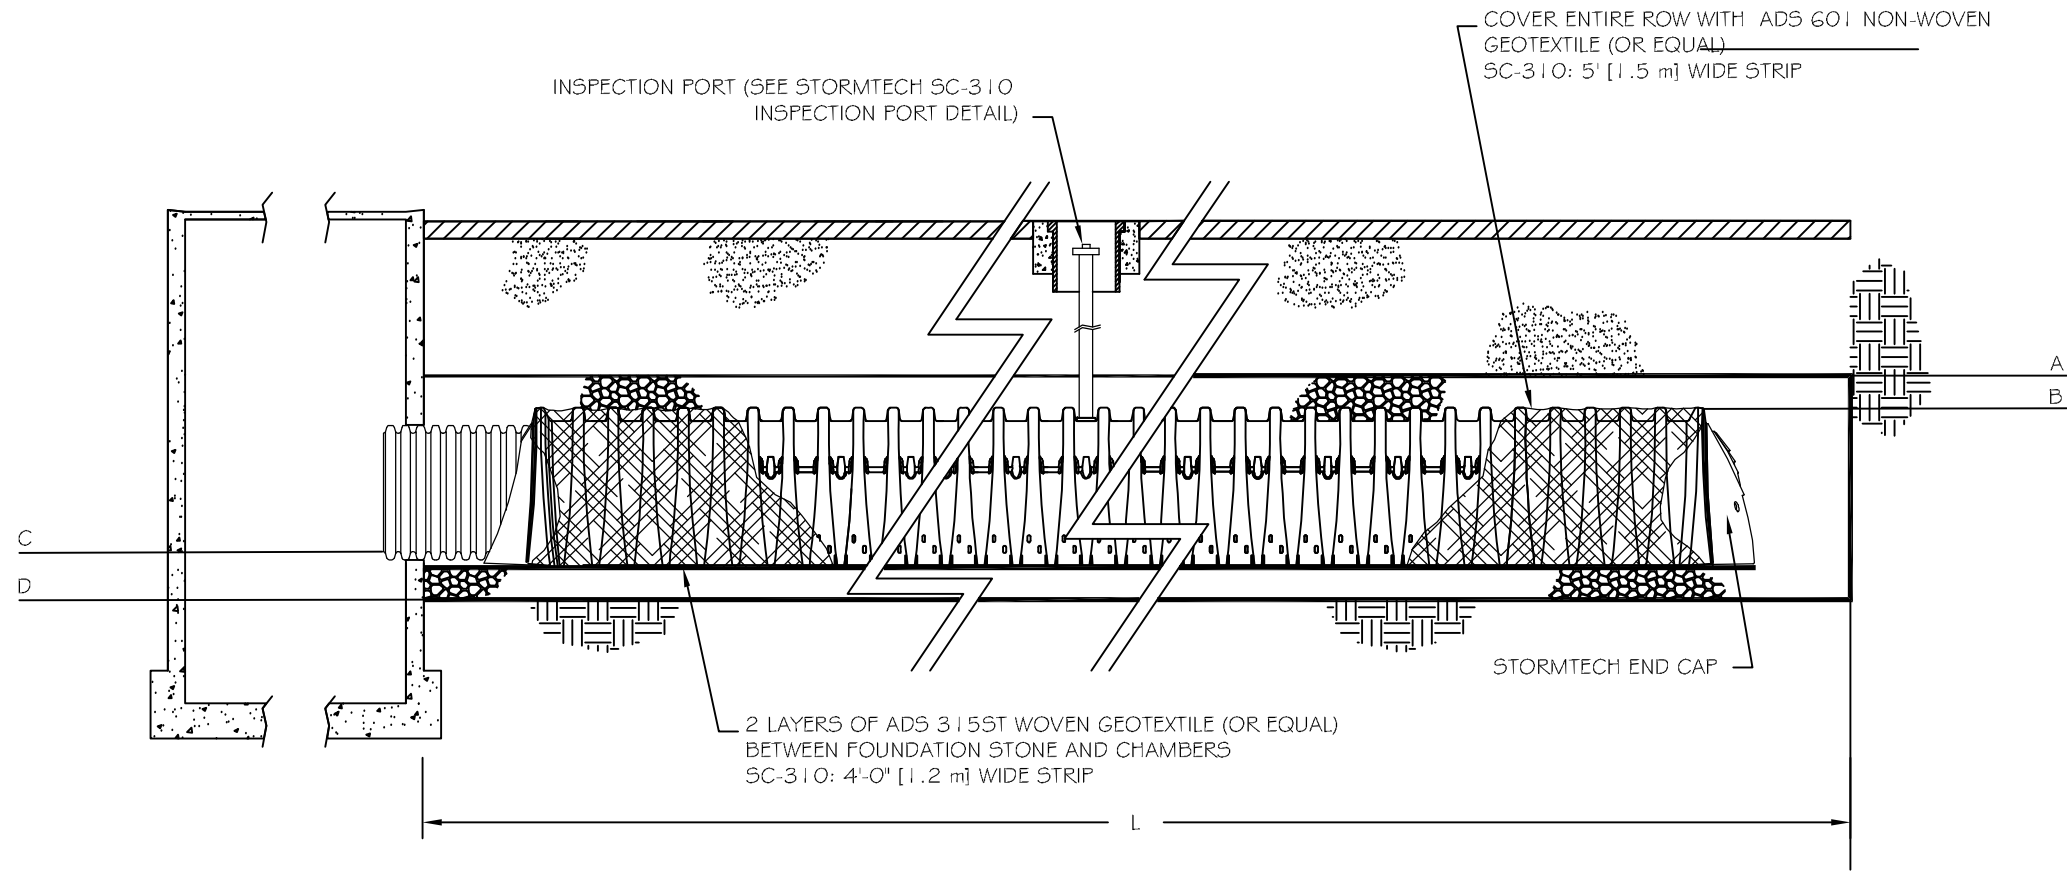 COVER ENTIRE ROW WITH ADS 601 NON-WOVEN
GEOTEXTILE (OR EQUAL)
SC-310: 5' [1.5 m] WIDE STRIP
INSPECTION PORT (SEE STORMTECH SC-310
INSPECTION PORT DETAIL)
A
B
C
D
STORMTECH END CAP
2 LAYERS OF ADS 315ST WOVEN GEOTEXTILE (OR EQUAL)
BETWEEN FOUNDATION STONE AND CHAMBERS
SC-310: 4'-0" [1.2 m] WIDE STRIP
L